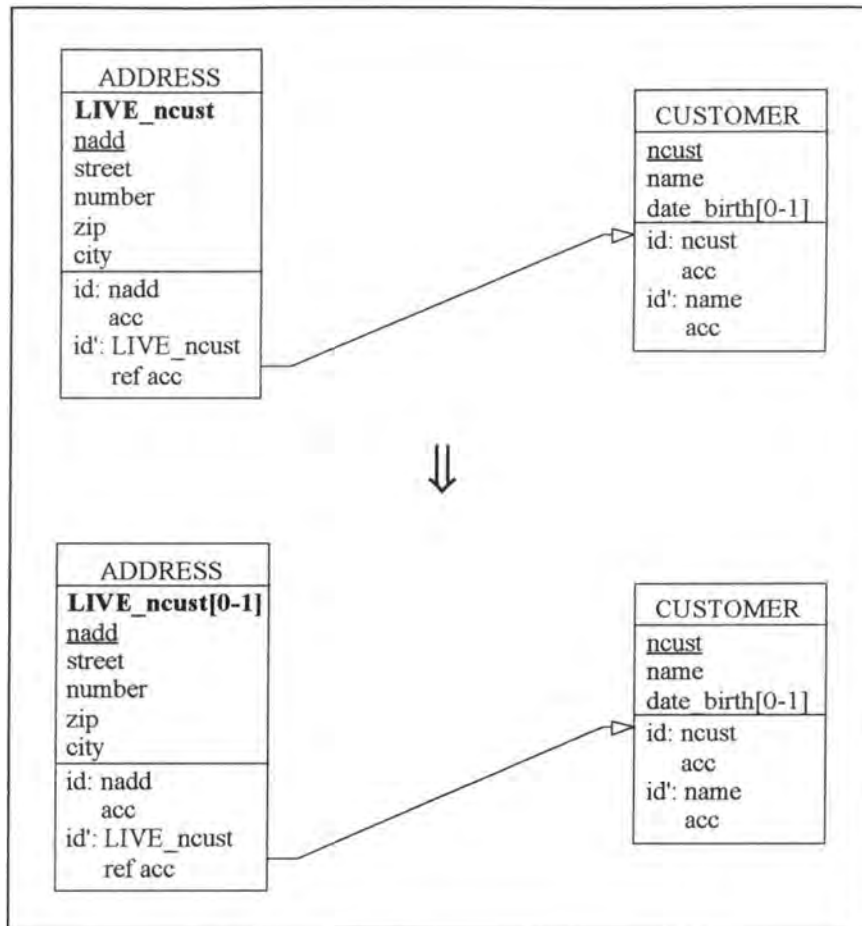 ADDRESS
LIVE_ncust
nadd
street
number
zip
city
id: nadd
acc
id': LIVE_ncust
ref acc
CUSTOMER
ncust
name
date_birth[0-1]
id: ncust
acc
id': name
acc
⇓
ADDRESS
LIVE_ncust[0-1]
nadd
street
number
zip
city
id: nadd
acc
id': LIVE_ncust
ref acc
CUSTOMER
ncust
name
date_birth[0-1]
id: ncust
acc
id': name
acc